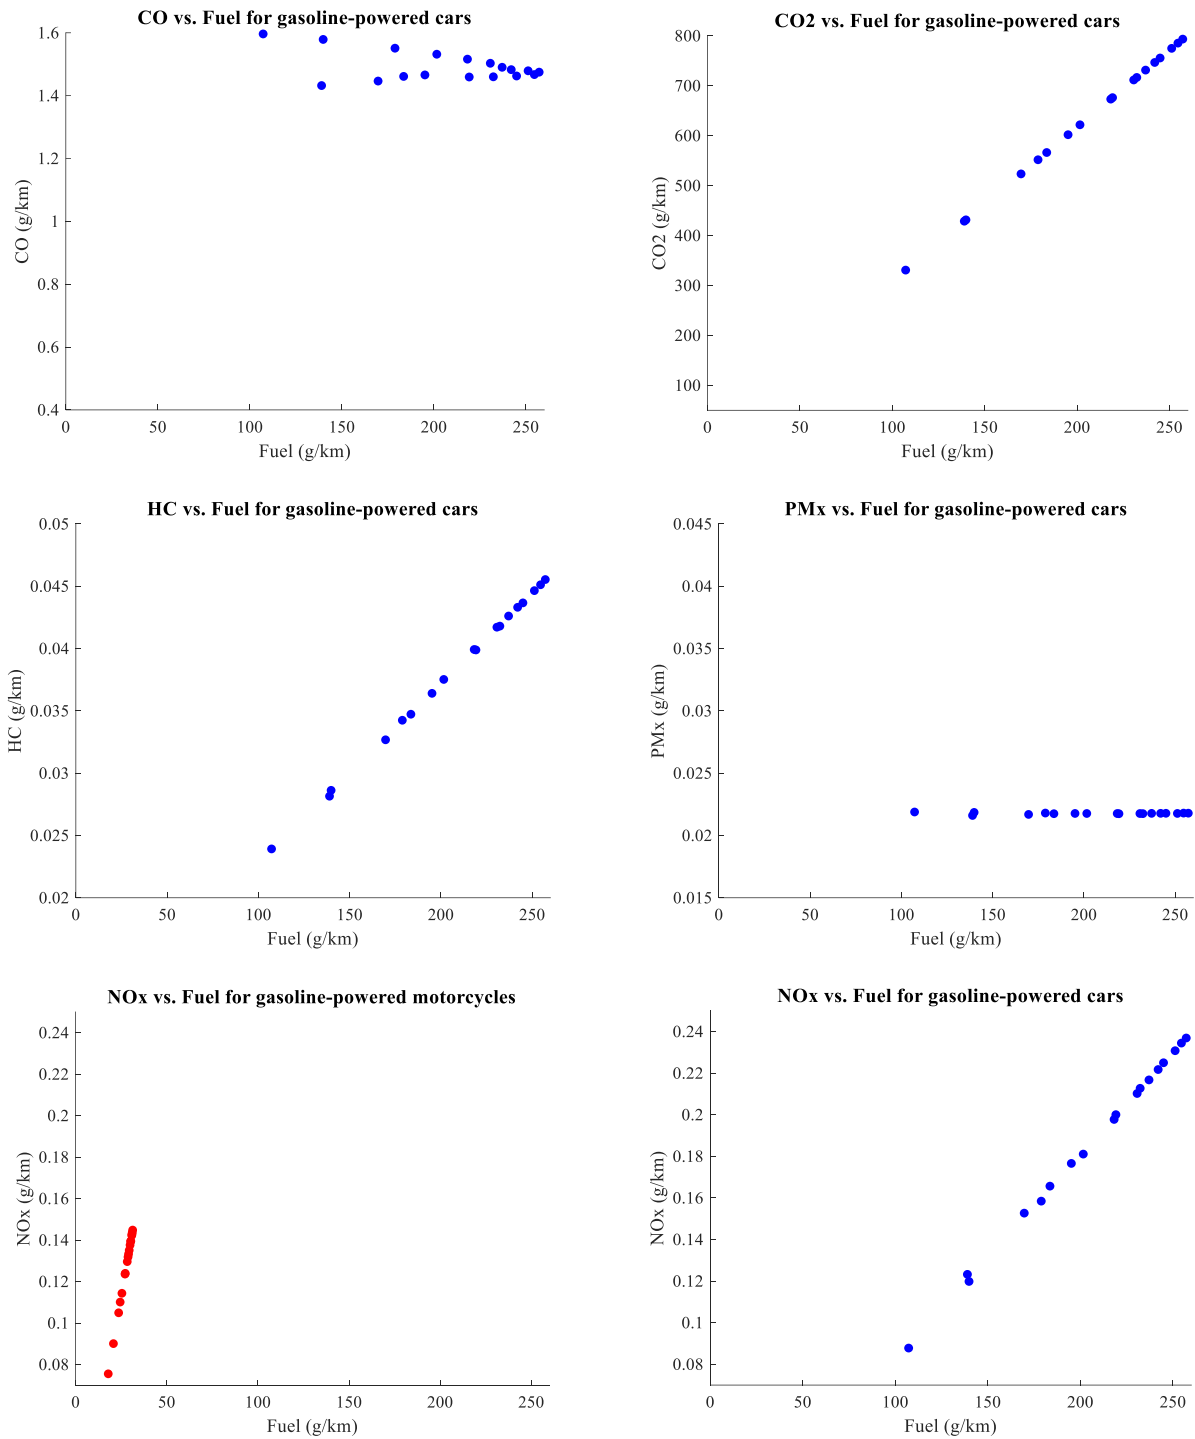 CO vs. Fuel for gasoline-powered cars
1.6
1.4
1.2
1
0.8
0.6
0.4
CO (g/km)
0 50 100 150 200 250
Fuel (g/km)
CO2 vs. Fuel for gasoline-powered cars
800
700
600
500
400
300
200
100
CO2 (g/km)
0 50 100 150 200 250
Fuel (g/km)
HC vs. Fuel for gasoline-powered cars
0.05
0.045
0.04
0.035
0.03
0.025
0.02
HC (g/km)
0 50 100 150 200 250
Fuel (g/km)
PMx vs. Fuel for gasoline-powered cars
0.045
0.04
0.035
0.03
0.025
0.02
0.015
PMx (g/km)
0 50 100 150 200 250
Fuel (g/km)
NOx vs. Fuel for gasoline-powered motorcycles
0.24
0.22
0.2
0.18
0.16
0.14
0.12
0.1
0.08
NOx (g/km)
0 50 100 150 200 250
Fuel (g/km)
NOx vs. Fuel for gasoline-powered cars
0.24
0.22
0.2
0.18
0.16
0.14
0.12
0.1
0.08
NOx (g/km)
0 50 100 150 200 250
Fuel (g/km)